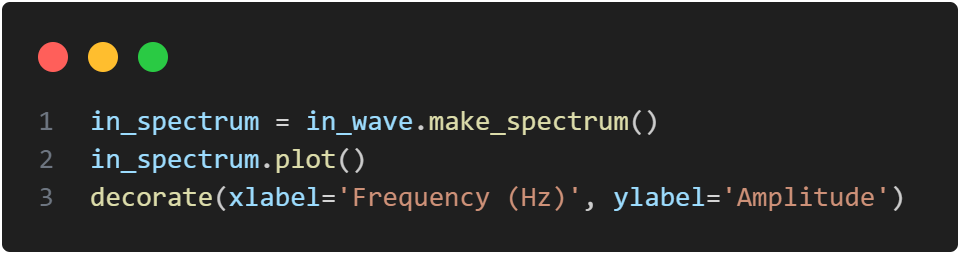 1 in_spectrum = in_wave.make_spectrum()
2 in_spectrum.plot()
3 decorate(xlabel='Frequency (Hz)', ylabel='Amplitude')